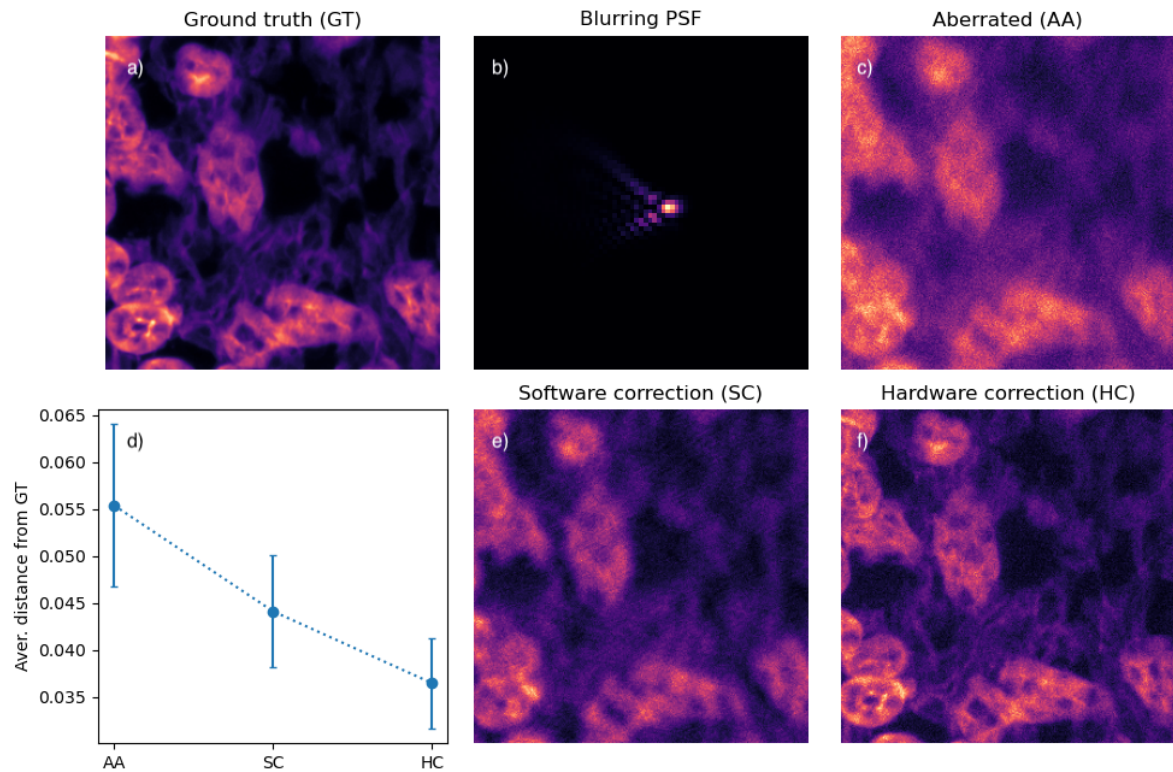 Ground truth (GT)
Blurring PSF
Aberrated (AA)
a)
b)
c)
Software correction (SC)
Hardware correction (HC)
d)
e)
f)
Aver. distance from GT
0.065
0.060
0.055
0.050
0.045
0.040
0.035
AA
SC
HC